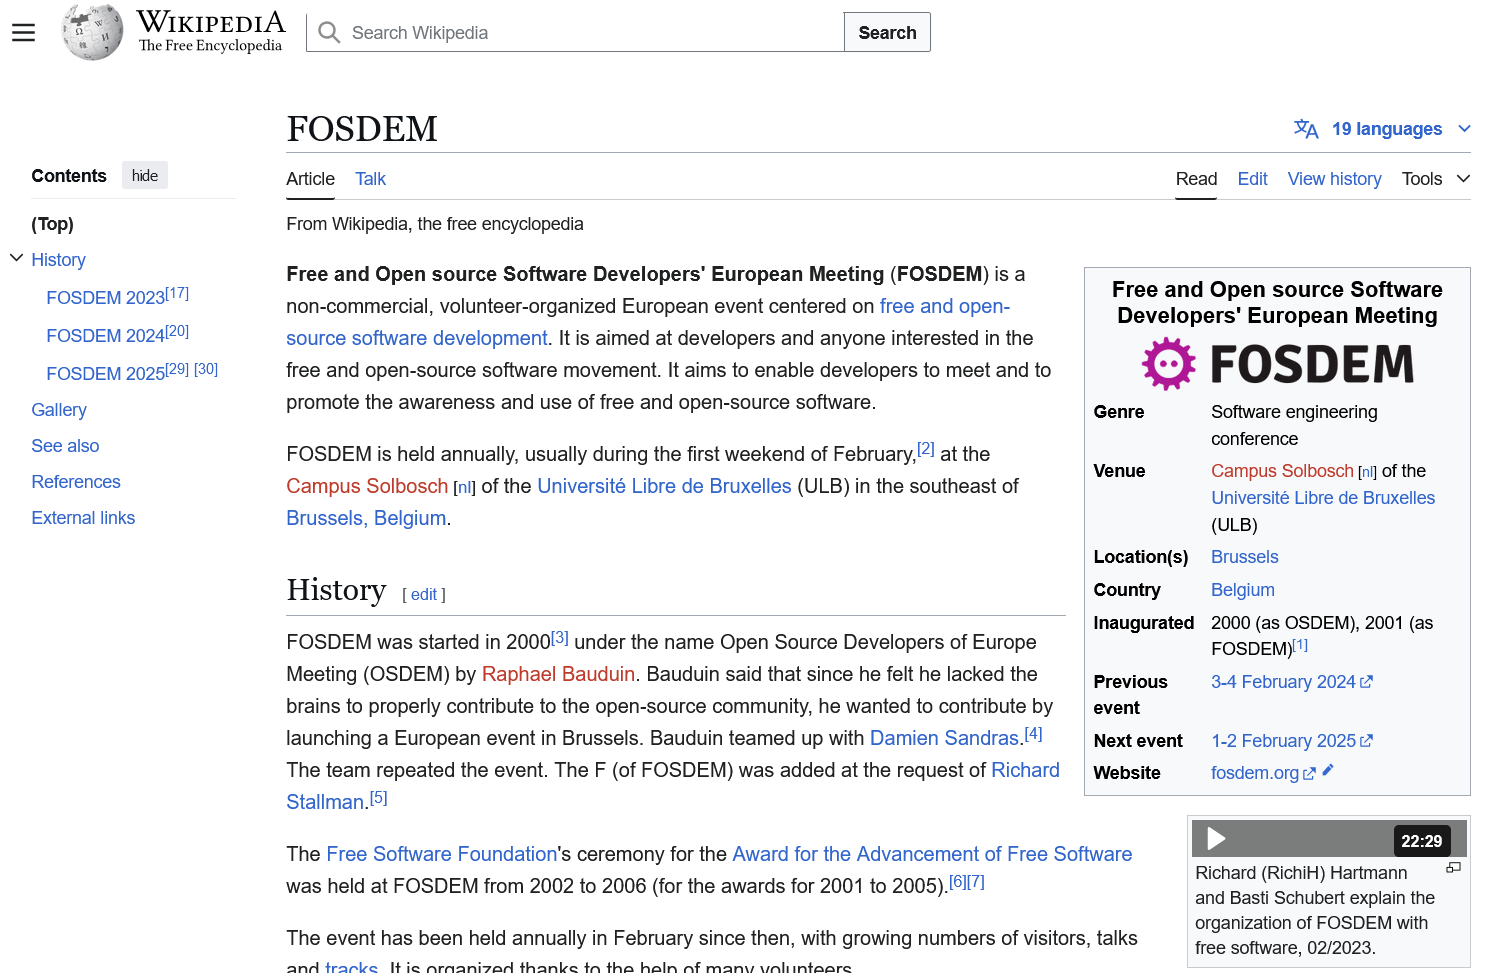 WIKIPEDIA
The Free Encyclopedia
Search Wikipedia
Search
Contents
hide
(Top)
History
FOSDEM 2023[17]
FOSDEM 2024[20]
FOSDEM 2025[29] [30]
Gallery
See also
References
External links
FOSDEM
19 languages
Article Talk
Read Edit View history Tools
From Wikipedia, the free encyclopedia
Free and Open source Software Developers' European Meeting (FOSDEM) is a
non-commercial, volunteer-organized European event centered on free and open-
source software development. It is aimed at developers and anyone interested in the
free and open-source software movement. It aims to enable developers to meet and to
promote the awareness and use of free and open-source software.
FOSDEM is held annually, usually during the first weekend of February,[2] at the
Campus Solbosch [nl] of the Université Libre de Bruxelles (ULB) in the southeast of
Brussels, Belgium.
History [ edit ]
FOSDEM was started in 2000[3] under the name Open Source Developers of Europe
Meeting (OSDEM) by Raphael Bauduin. Bauduin said that since he felt he lacked the
brains to properly contribute to the open-source community, he wanted to contribute by
launching a European event in Brussels. Bauduin teamed up with Damien Sandras.[4]
The team repeated the event. The F (of FOSDEM) was added at the request of Richard
Stallman.[5]
The Free Software Foundation's ceremony for the Award for the Advancement of Free Software
was held at FOSDEM from 2002 to 2006 (for the awards for 2001 to 2005).[6][7]
The event has been held annually in February since then, with growing numbers of visitors, talks
and tracks. It is organized thanks to the help of many volunteers.
Free and Open source Software
Developers' European Meeting
FOSDEM
Genre Software engineering
conference
Venue Campus Solbosch [nl] of the
Université Libre de Bruxelles
(ULB)
Location(s) Brussels
Country Belgium
Inaugurated 2000 (as OSDEM), 2001 (as
FOSDEM)[1]
Previous 3-4 February 2024
event
Next event 1-2 February 2025
Website fosdem.org
22:29
Richard (RichiH) Hartmann
and Basti Schubert explain the
organization of FOSDEM with
free software, 02/2023.